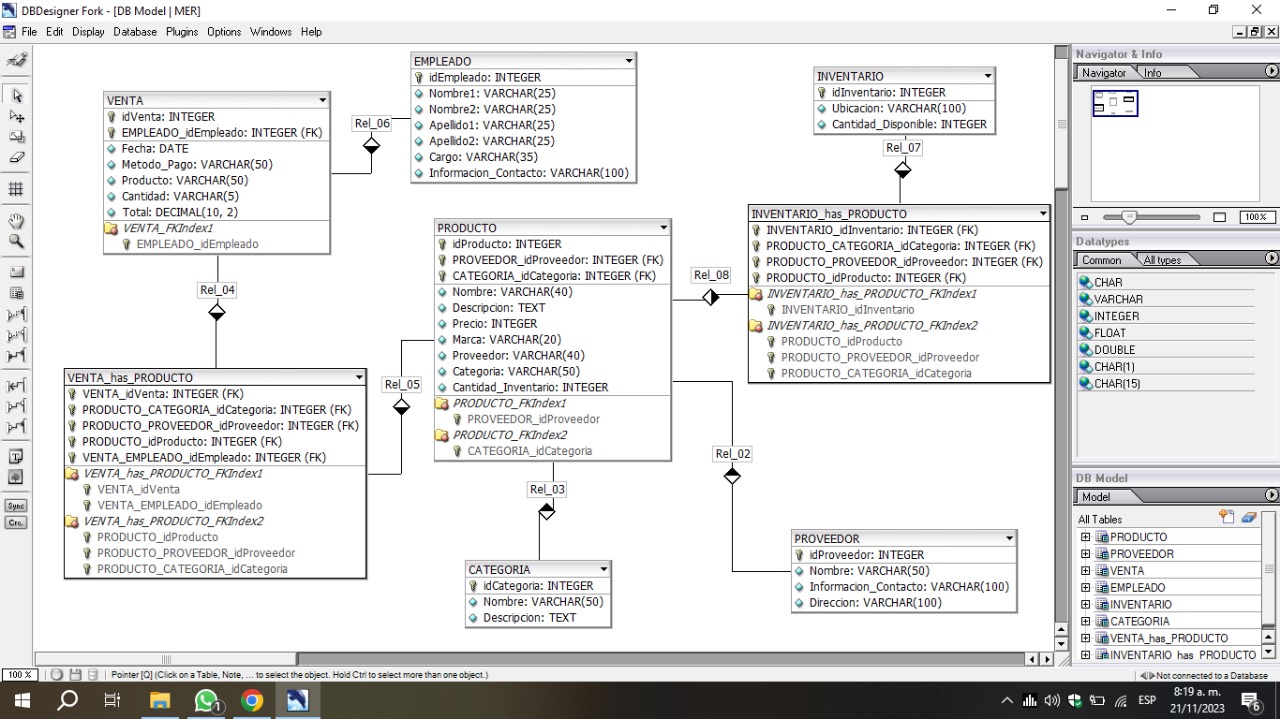 DBDesigner Fork - [DB Model | MER]
File Edit Display Database Plugins Options Windows Help
VENTA
idVenta: INTEGER
EMPLEADO_idEmpleado: INTEGER (FK)
Fecha: DATE
Metodo_Pago: VARCHAR(50)
Producto: VARCHAR(50)
Cantidad: VARCHAR(5)
Total: DECIMAL(10, 2)
VENTA_FKIndex1
EMPLEADO_idEmpleado
Rel_06
EMPLEADO
idEmpleado: INTEGER
Nombre1: VARCHAR(25)
Nombre2: VARCHAR(25)
Apellido1: VARCHAR(25)
Apellido2: VARCHAR(25)
Cargo: VARCHAR(35)
Informacion_Contacto: VARCHAR(100)
INVENTARIO
idInventario: INTEGER
Ubicacion: VARCHAR(100)
Cantidad_Disponible: INTEGER
Rel_07
Rel_04
PRODUCTO
idProducto: INTEGER
PROVEEDOR_idProveedor: INTEGER (FK)
CATEGORIA_idCategoria: INTEGER (FK)
Nombre: VARCHAR(40)
Descripcion: TEXT
Precio: INTEGER
Marca: VARCHAR(20)
Proveedor: VARCHAR(40)
Categoria: VARCHAR(50)
Cantidad_Inventario: INTEGER
PRODUCTO_FKIndex1
PROVEEDOR_idProveedor
PRODUCTO_FKIndex2
CATEGORIA_idCategoria
Rel_08
INVENTARIO_has_PRODUCTO
INVENTARIO_idInventario: INTEGER (FK)
PRODUCTO_CATEGORIA_idCategoria: INTEGER (FK)
PRODUCTO_PROVEEDOR_idProveedor: INTEGER (FK)
PRODUCTO_idProducto: INTEGER (FK)
INVENTARIO_has_PRODUCTO_FKIndex1
INVENTARIO_idInventario
INVENTARIO_has_PRODUCTO_FKIndex2
PRODUCTO_idProducto
PRODUCTO_PROVEEDOR_idProveedor
PRODUCTO_CATEGORIA_idCategoria
VENTA_has_PRODUCTO
VENTA_idVenta: INTEGER (FK)
PRODUCTO_CATEGORIA_idCategoria: INTEGER (FK)
PRODUCTO_PROVEEDOR_idProveedor: INTEGER (FK)
PRODUCTO_idProducto: INTEGER (FK)
VENTA_EMPLEADO_idEmpleado: INTEGER (FK)
VENTA_has_PRODUCTO_FKIndex1
VENTA_idVenta
VENTA_EMPLEADO_idEmpleado
VENTA_has_PRODUCTO_FKIndex2
PRODUCTO_idProducto
PRODUCTO_PROVEEDOR_idProveedor
PRODUCTO_CATEGORIA_idCategoria
Rel_05
Rel_02
Rel_03
CATEGORIA
idCategoria: INTEGER
Nombre: VARCHAR(50)
Descripcion: TEXT
PROVEEDOR
idProveedor: INTEGER
Nombre: VARCHAR(50)
Informacion_Contacto: VARCHAR(100)
Direccion: VARCHAR(100)
Navigator & Info
Navigator Info
100%
Datatypes
Common All types
CHAR
VARCHAR
INTEGER
FLOAT
DOUBLE
CHAR(1)
CHAR(15)
DB Model
Model
All Tables
PRODUCTO
PROVEEDOR
VENTA
EMPLEADO
INVENTARIO
CATEGORIA
VENTA_has_PRODUCTO
INVENTARIO_has_PRODUCTO
Sync
100 % Pointer [Q] (Click on a Table, Note, ... to select the object. Hold Ctrl to select more than one object.)
Not connected to a Database
1
ESP
8:19 a. m.
21/11/2023
6